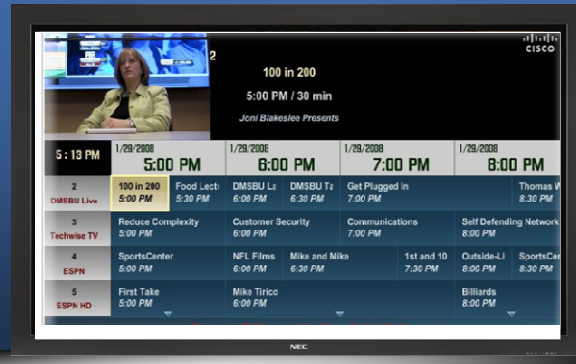 CISCO
2
100 in 200
5:00 PM / 30 min
Joni Blakeslee Presents
5:13 PM
1/29/2008 1/29/2008 1/29/2008 1/29/2008
5:00 PM 6:00 PM 7:00 PM 8:00 PM
2 100 in 200 Food Lect DMSBU La DMSBU Ta Get Plugged In Thomas W
DMSBU Live 5:00 PM 5:30 PM 6:00 PM 6:30 PM 7:00 PM 8:30 PM
3 Reduce Complexity Customer Security Communications Self Defending Network
Techwise TV 5:00 PM 6:00 PM 7:00 PM 8:00 PM
4 SportsCenter NFL Films Mike and Mike 1st and 10 Outside-Li SportsCen
ESPN 5:00 PM 6:00 PM 6:30 PM 7:30 PM 8:00 PM 8:30 PM
5 First Take Mike Tirico Billiards
ESPN HD 5:00 PM 6:00 PM 8:00 PM
NEC